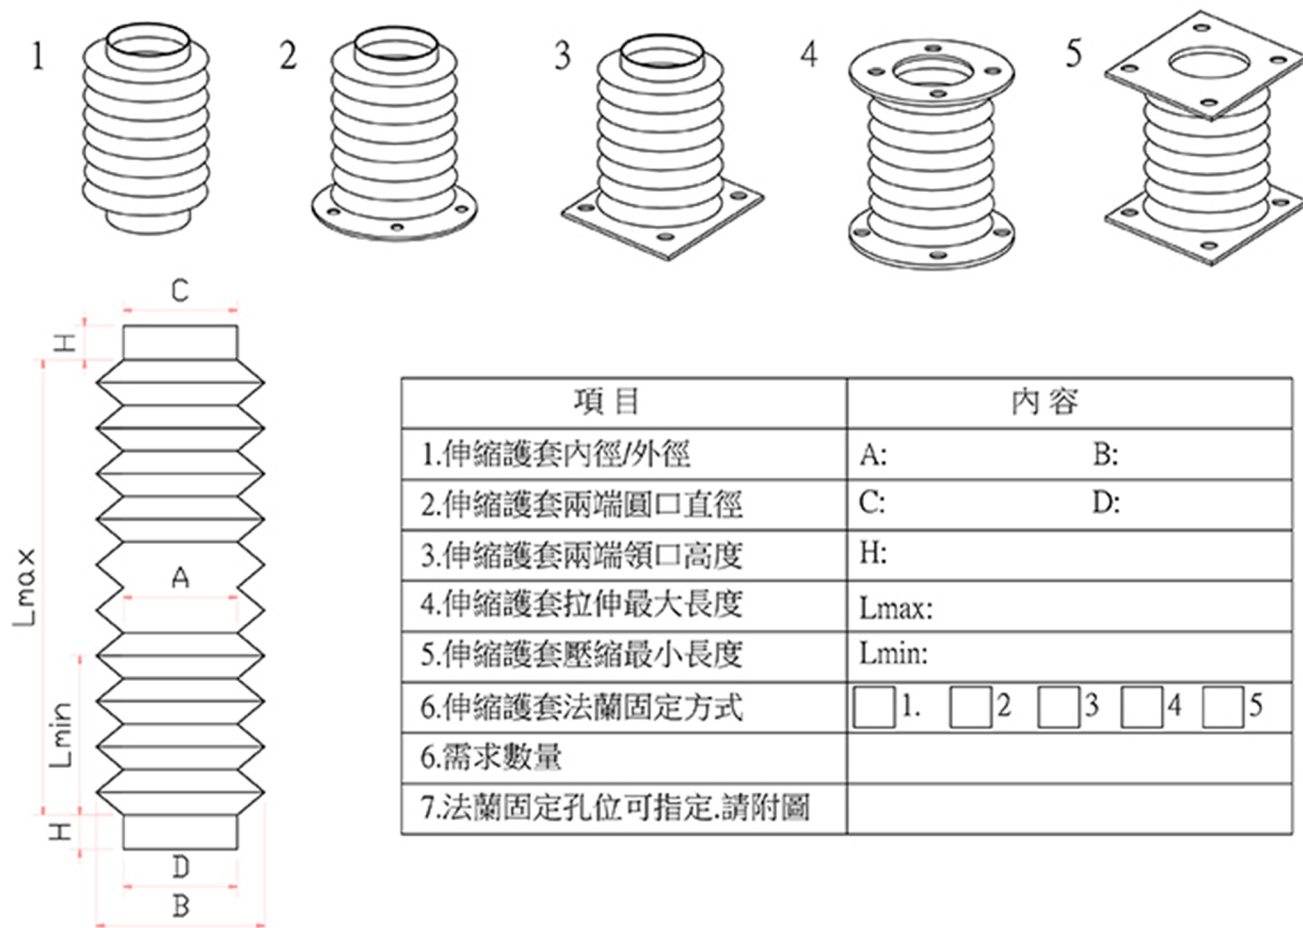 1
2
3
4
5
C
H
Lmax
A
Lmin
H
D
B
項目 內容
1.伸縮護套內徑/外徑 A: B:
2.伸縮護套兩端圓口直徑 C: D:
3.伸縮護套兩端領口高度 H:
4.伸縮護套拉伸最大長度 Lmax:
5.伸縮護套壓縮最小長度 Lmin:
6.伸縮護套法蘭固定方式 1. 2 3 4 5
6.需求數量
7.法蘭固定孔位可指定.請附圖